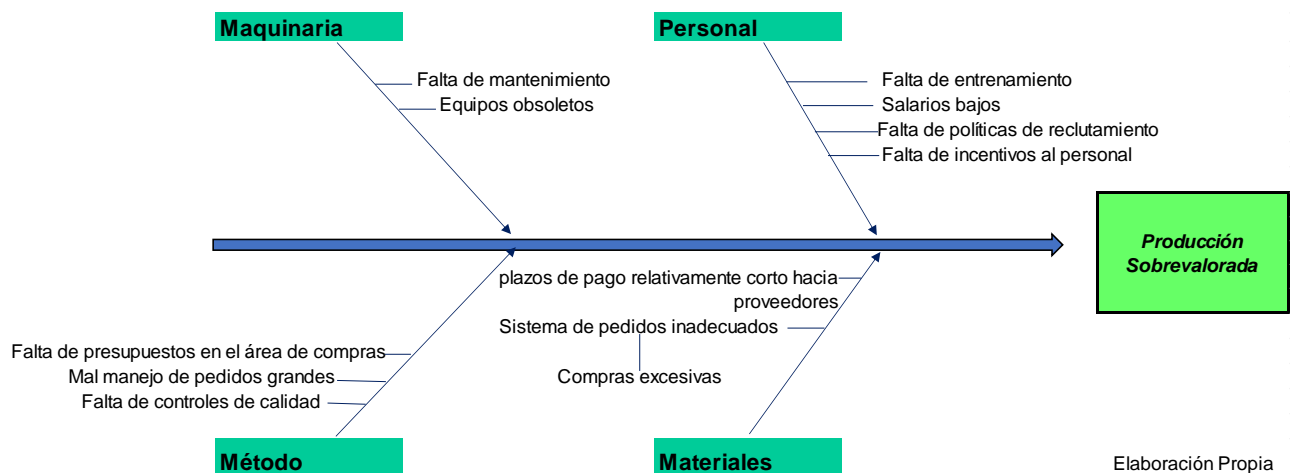 Maquinaria
Personal
Falta de mantenimiento
Equipos obsoletos
Falta de entrenamiento
Salarios bajos
Falta de políticas de reclutamiento
Falta de incentivos al personal
Producción
Sobrevalorada
plazos de pago relativamente corto hacia
proveedores
Sistema de pedidos inadecuados
Compras excesivas
Falta de presupuestos en el área de compras
Mal manejo de pedidos grandes
Falta de controles de calidad
Método
Materiales
Elaboración Propia